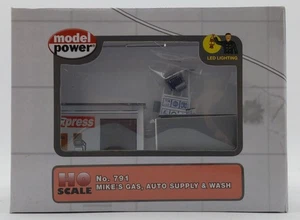 model
power
LED LIGHTING
Xpress
HO
SCALE
No. 791
MIKE'S GAS, AUTO SUPPLY & WASH